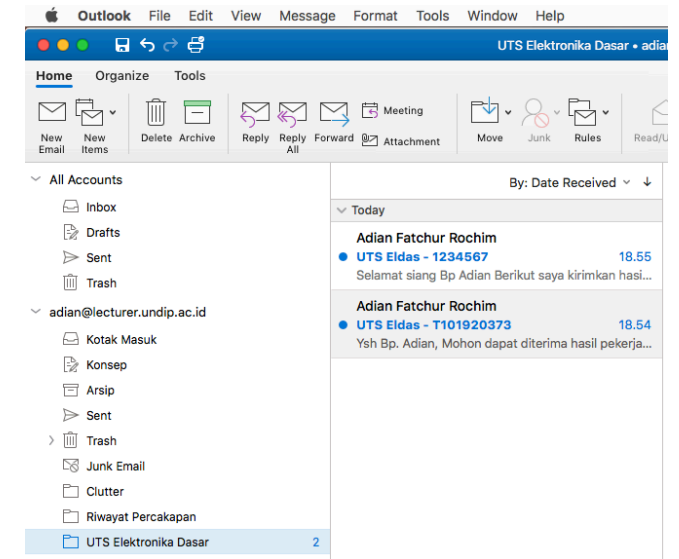 Outlook File Edit View Message Format Tools Window Help
UTS Elektronika Dasar • adia
Home Organize Tools
New Email
New Items
Delete
Archive
Reply
Reply All
Forward
Meeting
Attachment
Move
Junk
Rules
Read/U
All Accounts
Inbox
Drafts
Sent
Trash
adian@lecturer.undip.ac.id
Kotak Masuk
Konsep
Arsip
Sent
Trash
Junk Email
Clutter
Riwayat Percakapan
UTS Elektronika Dasar 2
By: Date Received
Today
Adian Fatchur Rochim
UTS Eldas - 1234567 18.55
Selamat siang Bp Adian Berikut saya kirimkan hasi...
Adian Fatchur Rochim
UTS Eldas - T101920373 18.54
Ysh Bp. Adian, Mohon dapat diterima hasil pekerja...